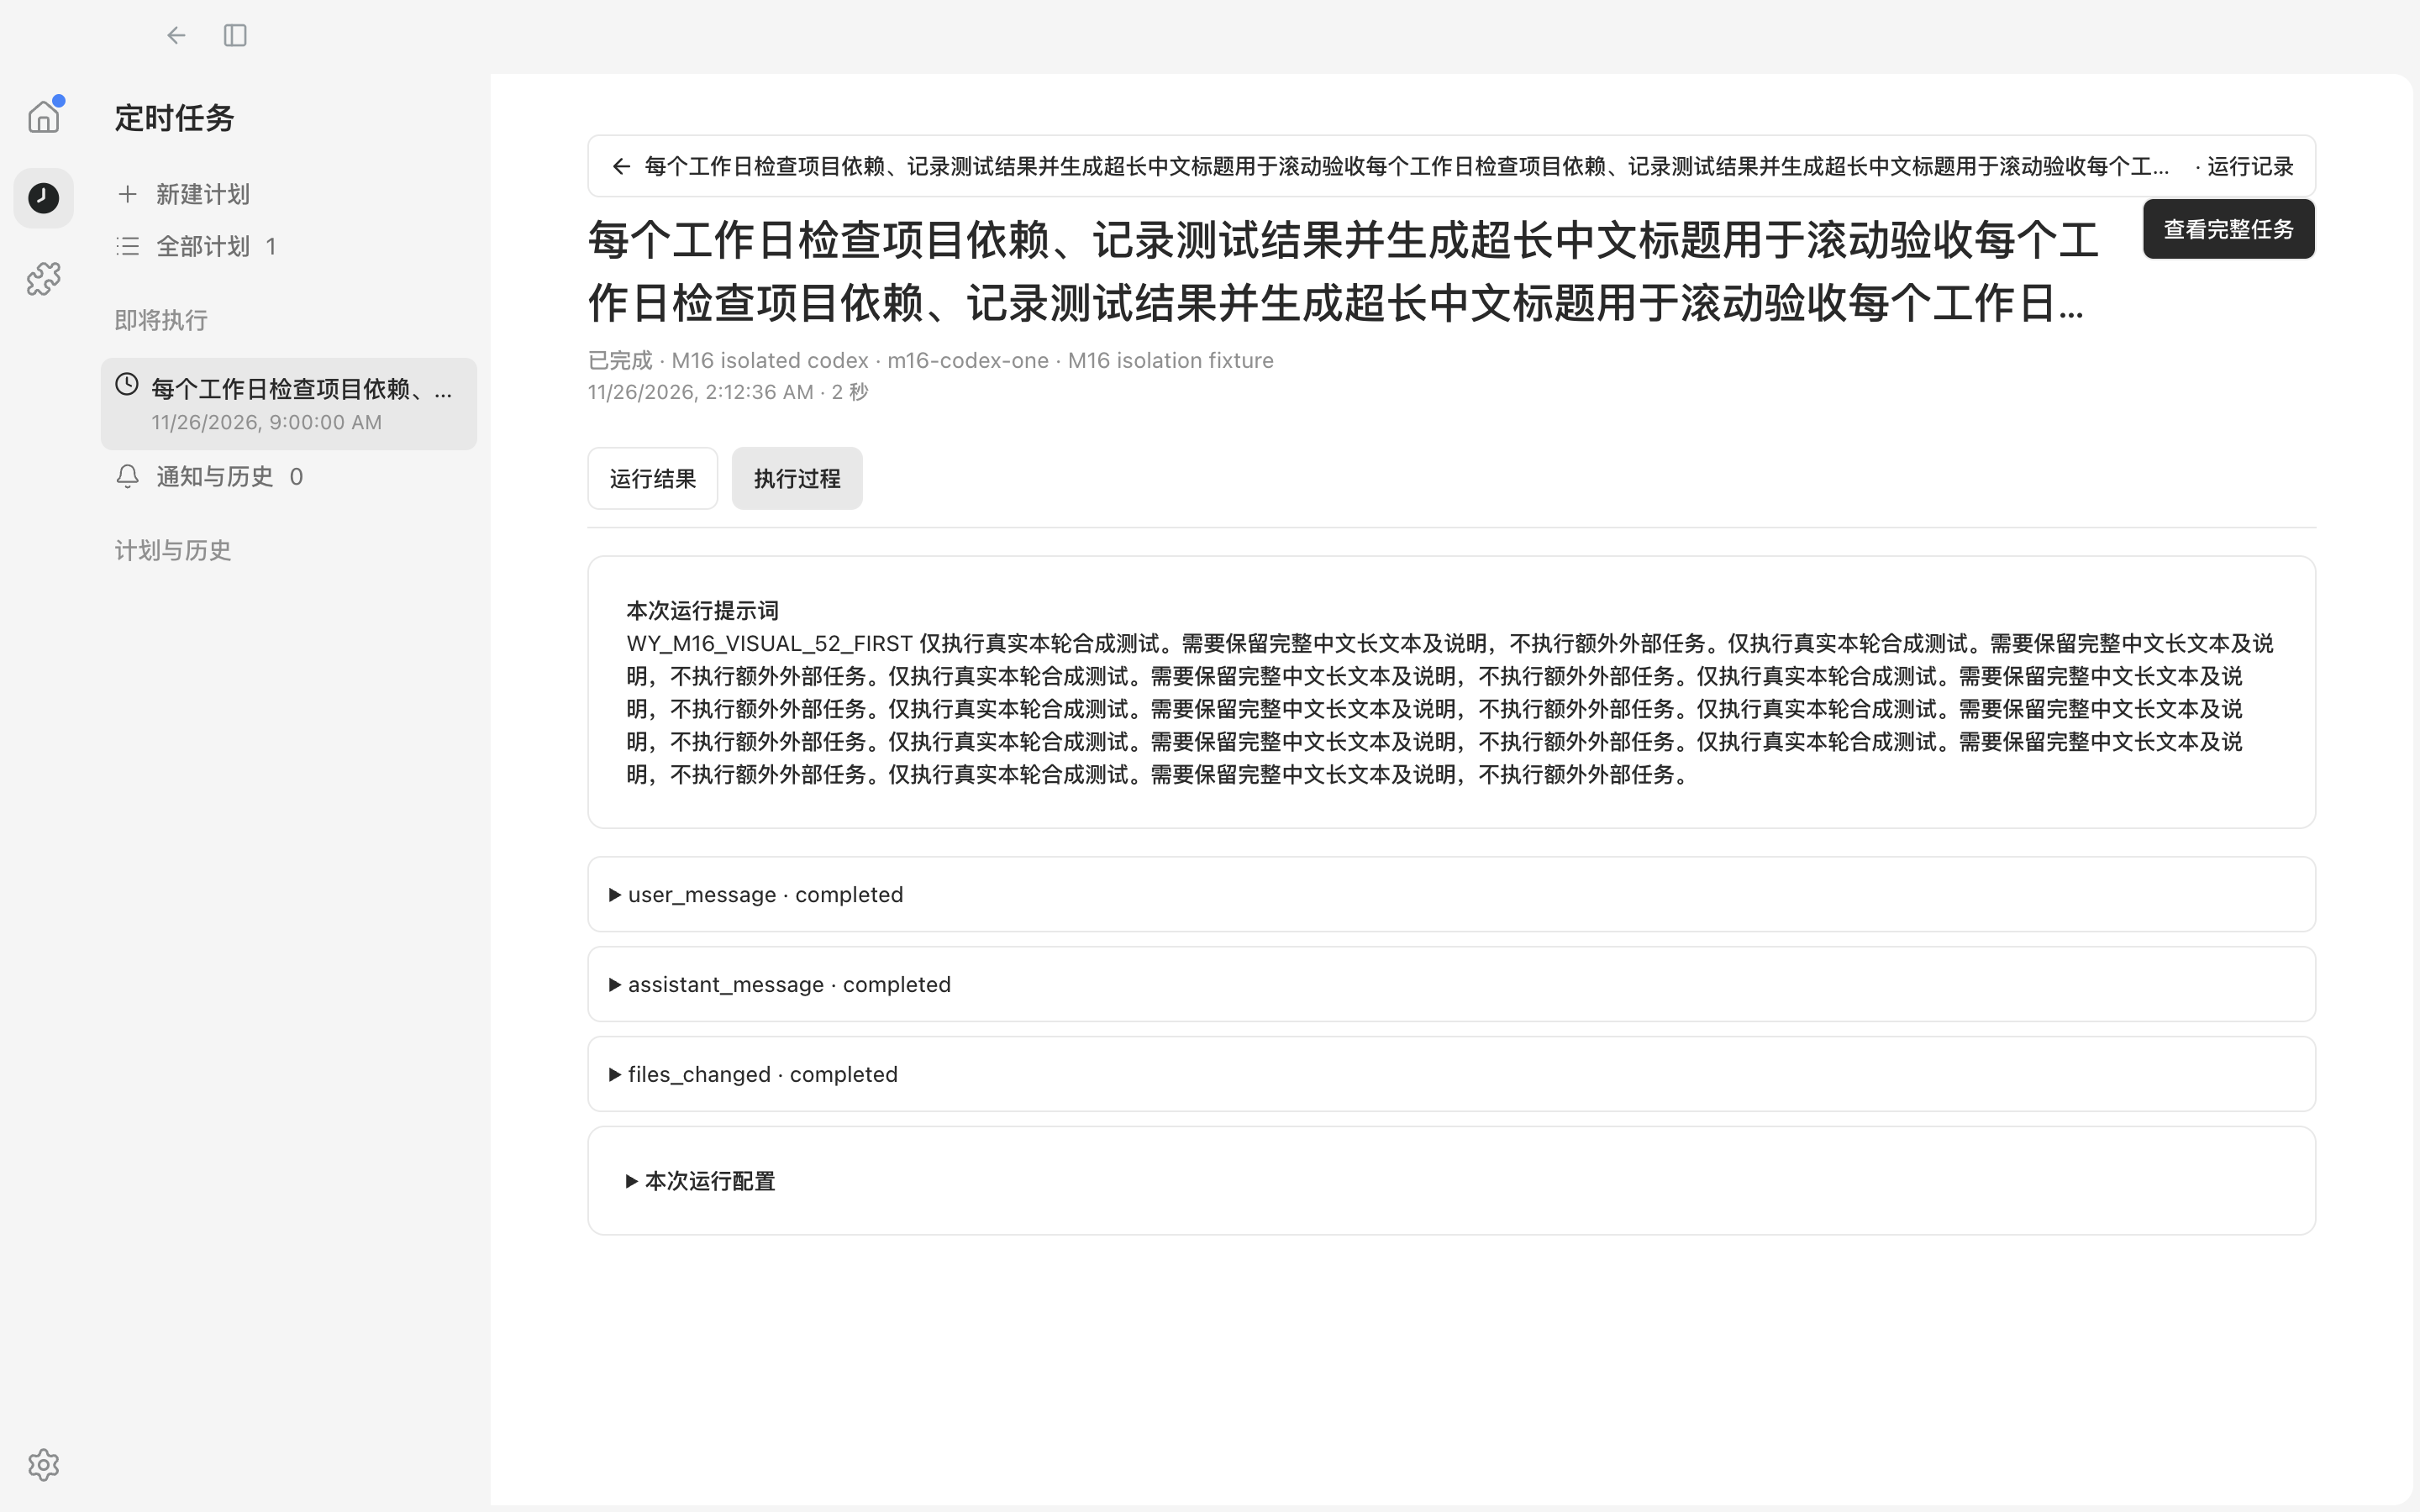 定时任务
新建计划
全部计划 1
即将执行
每个工作日检查项目依赖、...
11/26/2026, 9:00:00 AM
通知与历史 0
计划与历史
每个工作日检查项目依赖、记录测试结果并生成超长中文标题用于滚动验收每个工作日检查项目依赖、记录测试结果并生成超长中文标题用于滚动验收每个工... · 运行记录
每个工作日检查项目依赖、记录测试结果并生成超长中文标题用于滚动验收每个工
作日检查项目依赖、记录测试结果并生成超长中文标题用于滚动验收每个工作日...
查看完整任务
已完成 · M16 isolated codex · m16-codex-one · M16 isolation fixture
11/26/2026, 2:12:36 AM · 2 秒
运行结果
执行过程
本次运行提示词
WY_M16_VISUAL_52_FIRST 仅执行真实本轮合成测试。需要保留完整中文长文本及说明，不执行额外外部任务。仅执行真实本轮合成测试。需要保留完整中文长文本及说
明，不执行额外外部任务。仅执行真实本轮合成测试。需要保留完整中文长文本及说明，不执行额外外部任务。仅执行真实本轮合成测试。需要保留完整中文长文本及说
明，不执行额外外部任务。仅执行真实本轮合成测试。需要保留完整中文长文本及说明，不执行额外外部任务。仅执行真实本轮合成测试。需要保留完整中文长文本及说
明，不执行额外外部任务。仅执行真实本轮合成测试。需要保留完整中文长文本及说明，不执行额外外部任务。仅执行真实本轮合成测试。需要保留完整中文长文本及说
明，不执行额外外部任务。仅执行真实本轮合成测试。需要保留完整中文长文本及说明，不执行额外外部任务。
user_message · completed
assistant_message · completed
files_changed · completed
本次运行配置